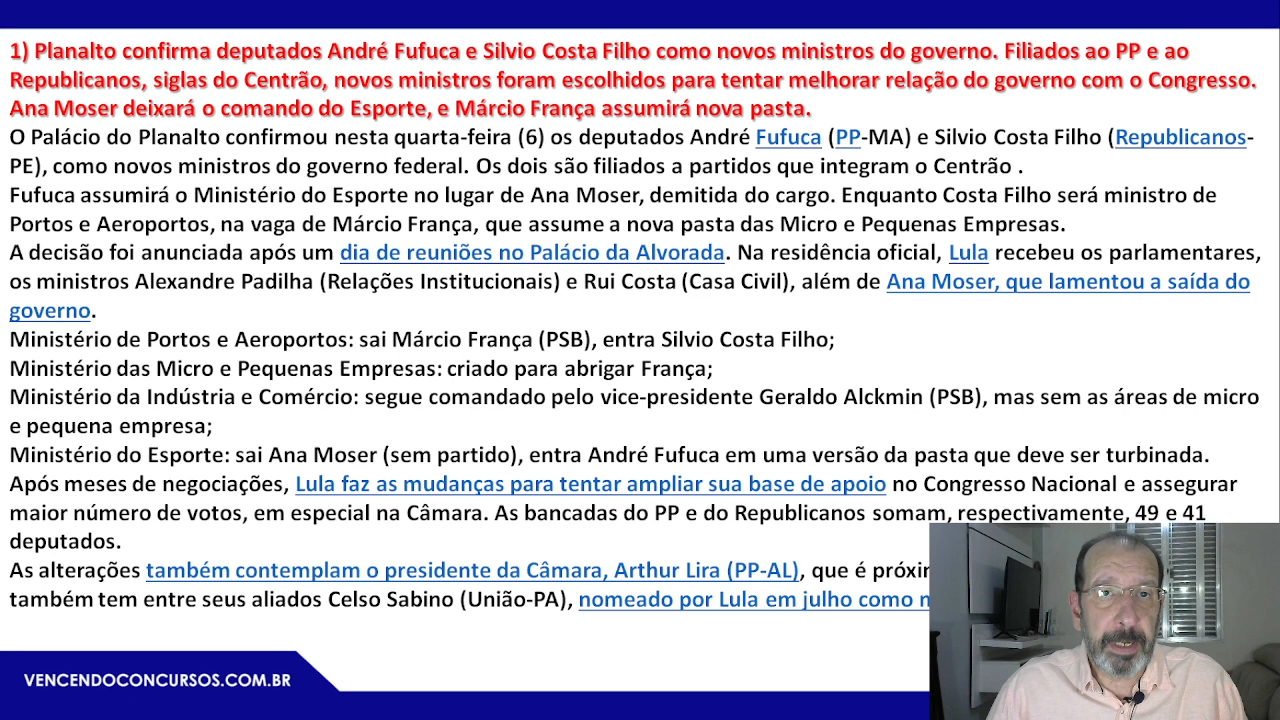 1) Planalto confirma deputados André Fufuca e Silvio Costa Filho como novos ministros do governo. Filiados ao PP e ao
Republicanos, siglas do Centrão, novos ministros foram escolhidos para tentar melhorar relação do governo com o Congresso.
Ana Moser deixará o comando do Esporte, e Márcio França assumirá nova pasta.
O Palácio do Planalto confirmou nesta quarta-feira (6) os deputados André Fufuca (PP-MA) e Silvio Costa Filho (Republicanos-
PE), como novos ministros do governo federal. Os dois são filiados a partidos que integram o Centrão .
Fufuca assumirá o Ministério do Esporte no lugar de Ana Moser, demitida do cargo. Enquanto Costa Filho será ministro de
Portos e Aeroportos, na vaga de Márcio França, que assume a nova pasta das Micro e Pequenas Empresas.
A decisão foi anunciada após um dia de reuniões no Palácio da Alvorada. Na residência oficial, Lula recebeu os parlamentares,
os ministros Alexandre Padilha (Relações Institucionais) e Rui Costa (Casa Civil), além de Ana Moser, que lamentou a saída do
governo.
Ministério de Portos e Aeroportos: sai Márcio França (PSB), entra Silvio Costa Filho;
Ministério das Micro e Pequenas Empresas: criado para abrigar França;
Ministério da Indústria e Comércio: segue comandado pelo vice-presidente Geraldo Alckmin (PSB), mas sem as áreas de micro
e pequena empresa;
Ministério do Esporte: sai Ana Moser (sem partido), entra André Fufuca em uma versão da pasta que deve ser turbinada.
Após meses de negociações, Lula faz as mudanças para tentar ampliar sua base de apoio no Congresso Nacional e assegurar
maior número de votos, em especial na Câmara. As bancadas do PP e do Republicanos somam, respectivamente, 49 e 41
deputados.
As alterações também contemplam o presidente da Câmara, Arthur Lira (PP-AL), que é
também tem entre seus aliados Celso Sabino (União-PA), nomeado por Lula em julho como
VENCENDOCONCURSOS.COM.BR